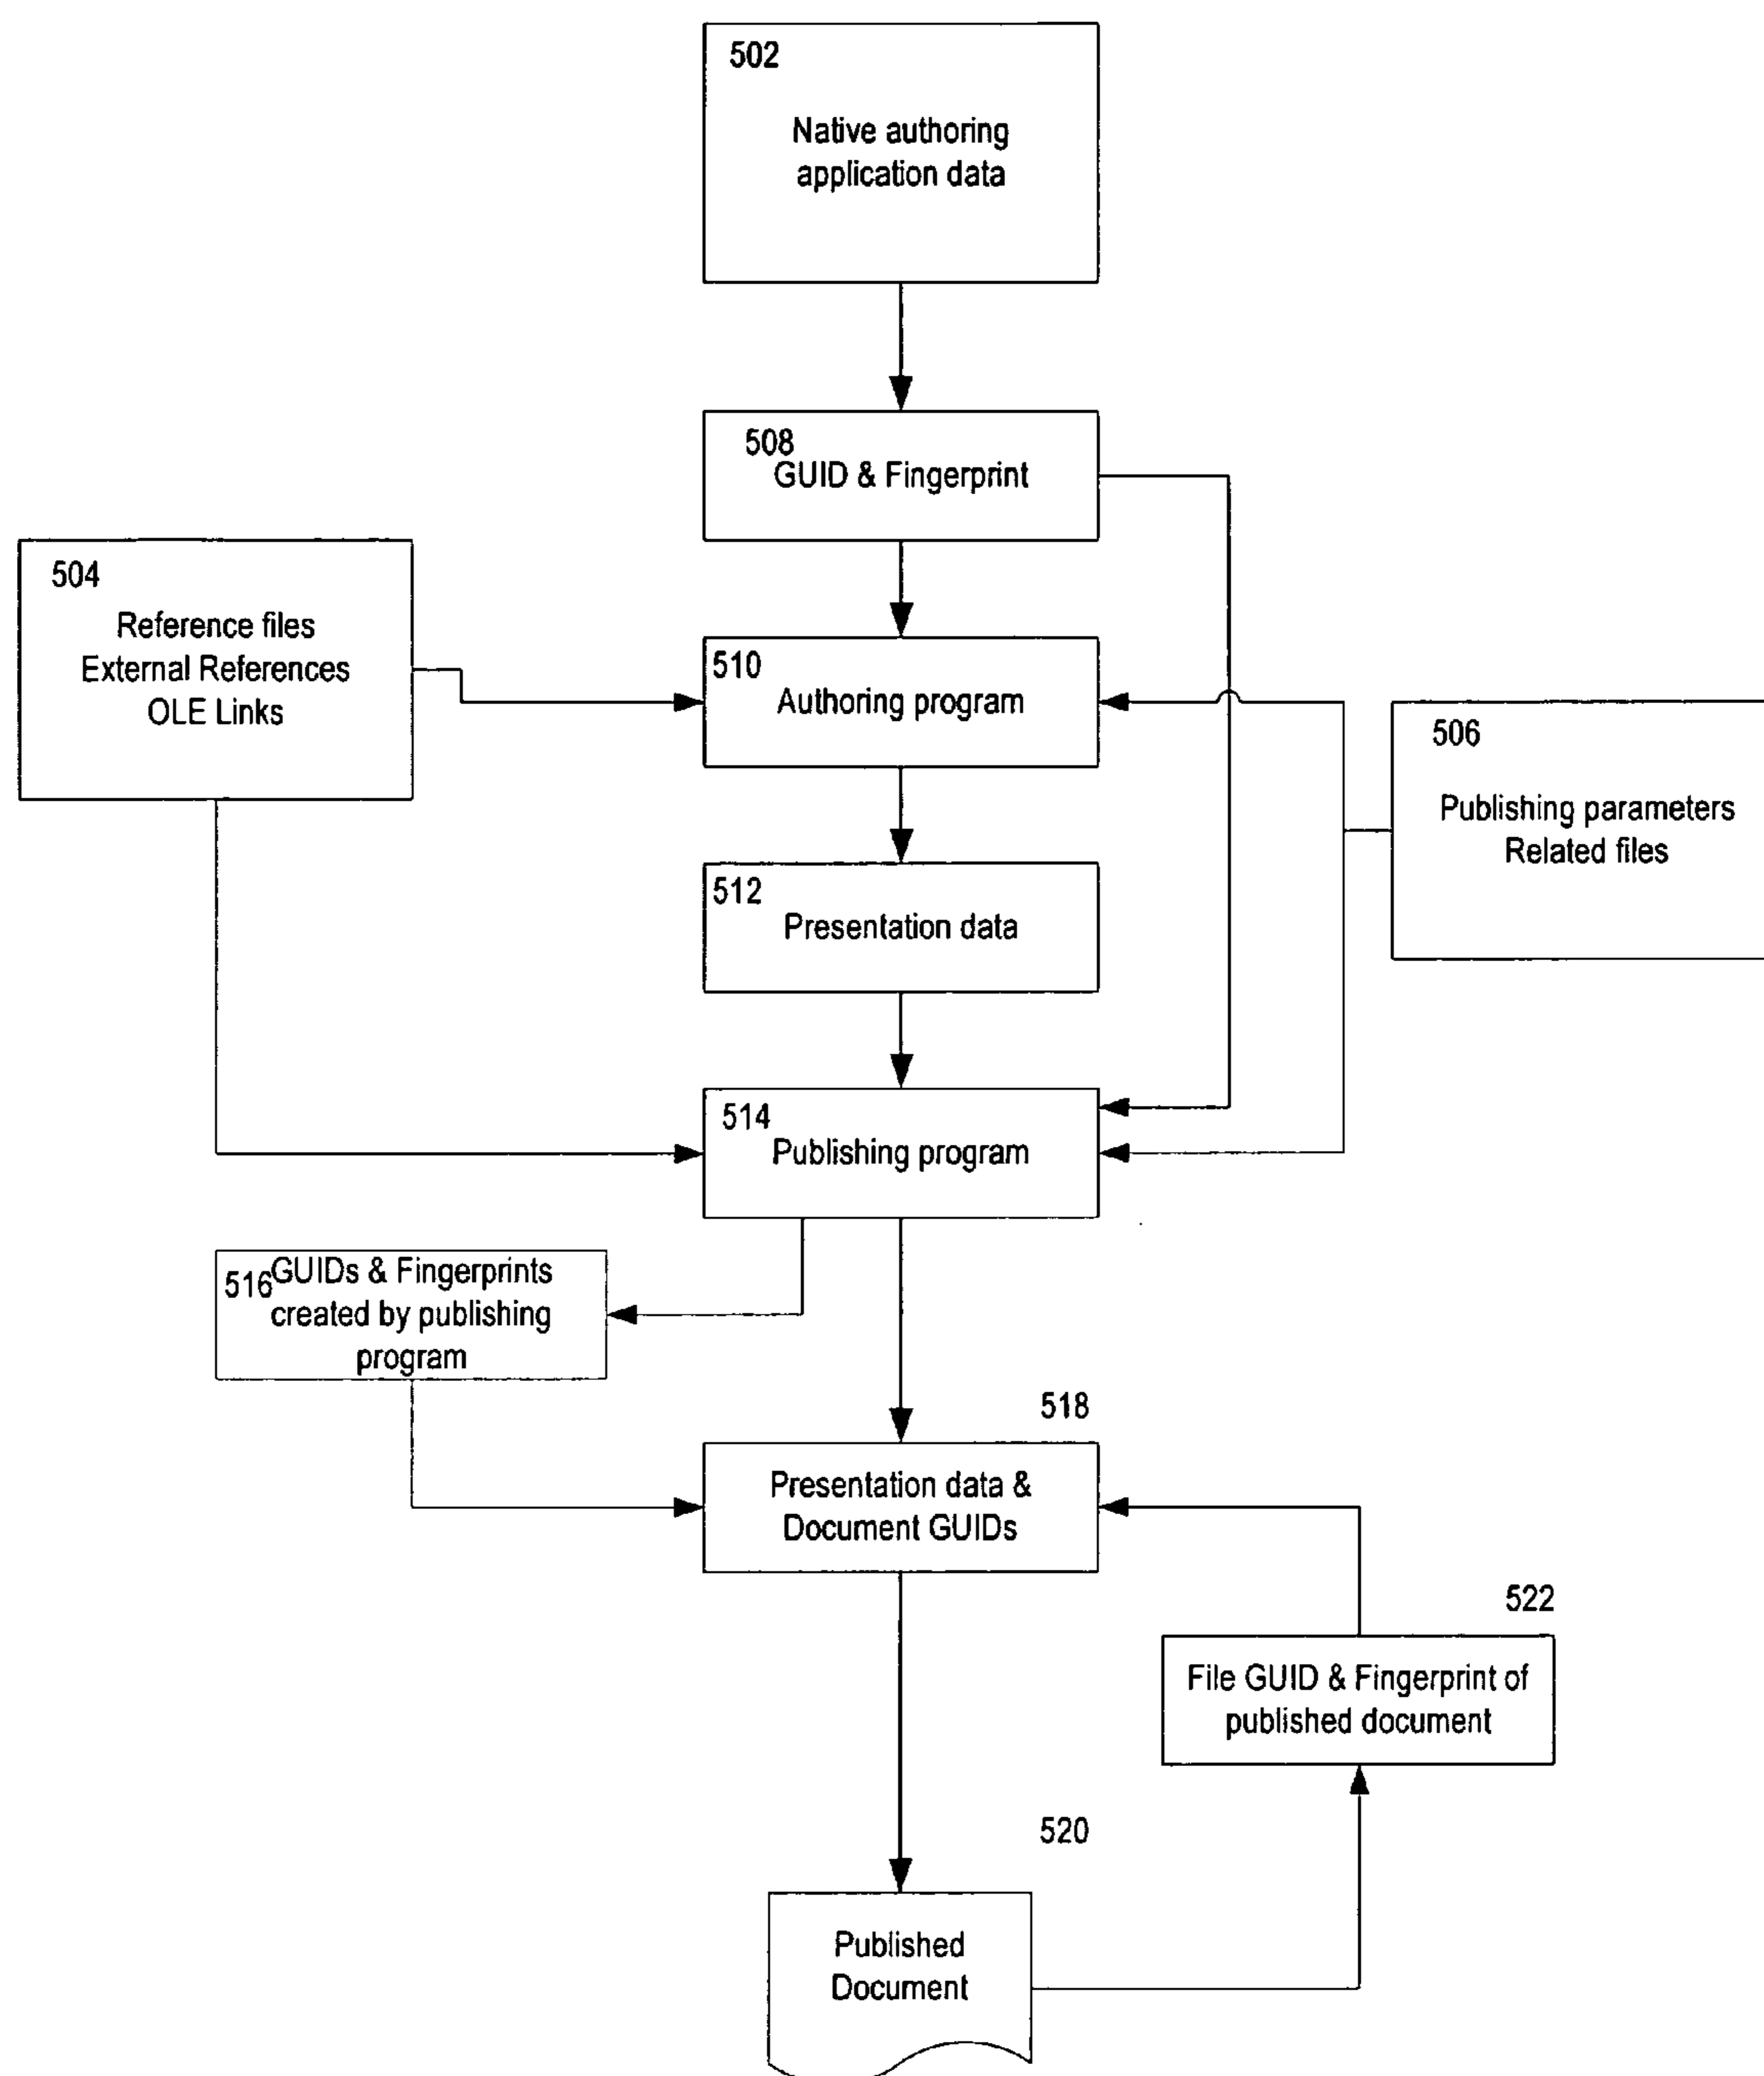 502
Native authoring
application data
508
GUID & Fingerprint
504
Reference files
External References
OLE Links
510
Authoring program
506
Publishing parameters
Related files
512
Presentation data
514
Publishing program
516
GUIDs & Fingerprints
created by publishing
program
518
Presentation data &
Document GUIDs
522
File GUID & Fingerprint of
published document
520
Published
Document